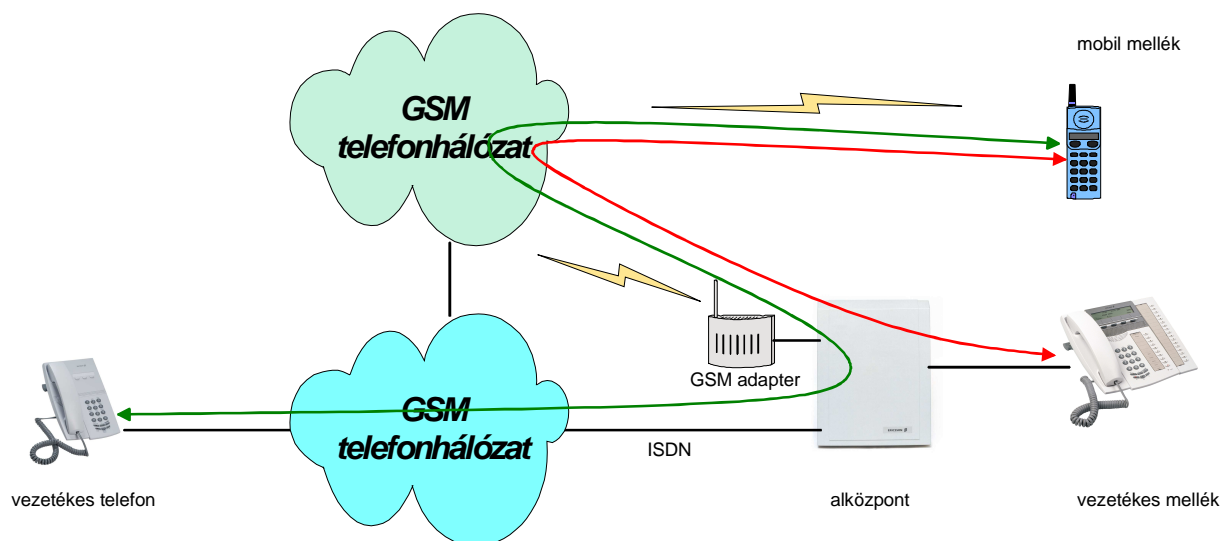 mobil mellék
GSM
telefonhálózat
GSM adapter
GSM
telefonhálózat
ISDN
vezetékes telefon
alközpont
vezetékes mellék